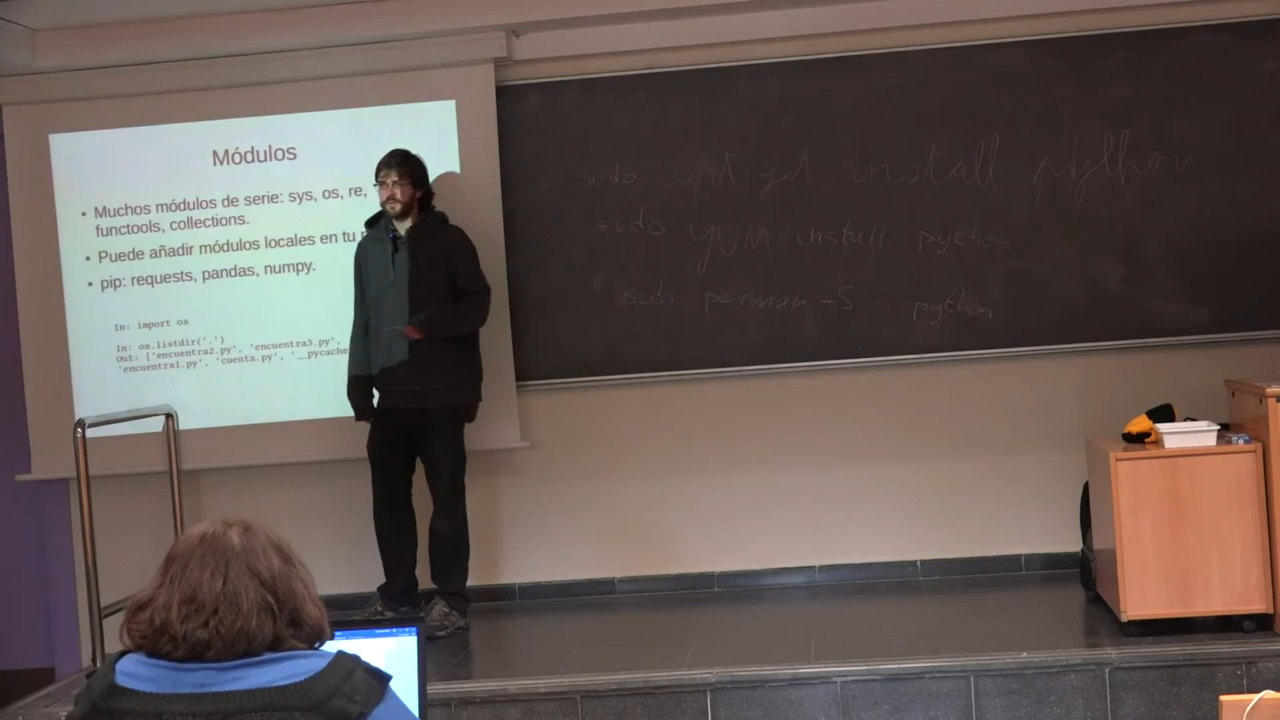 Módulos
• Muchos módulos de serie: sys, os, re,
functools, collections.
• Puede añadir módulos locales en tu
• pip: requests, pandas, numpy.
In: import os
In: os.listdir('.')
Out: ['encuentra2.py', 'encuentra3.py',
'encuentra1.py', 'cuenta.py', '__pycache
sudo apt get install python
sudo YUM install python
sudo pacman -S python